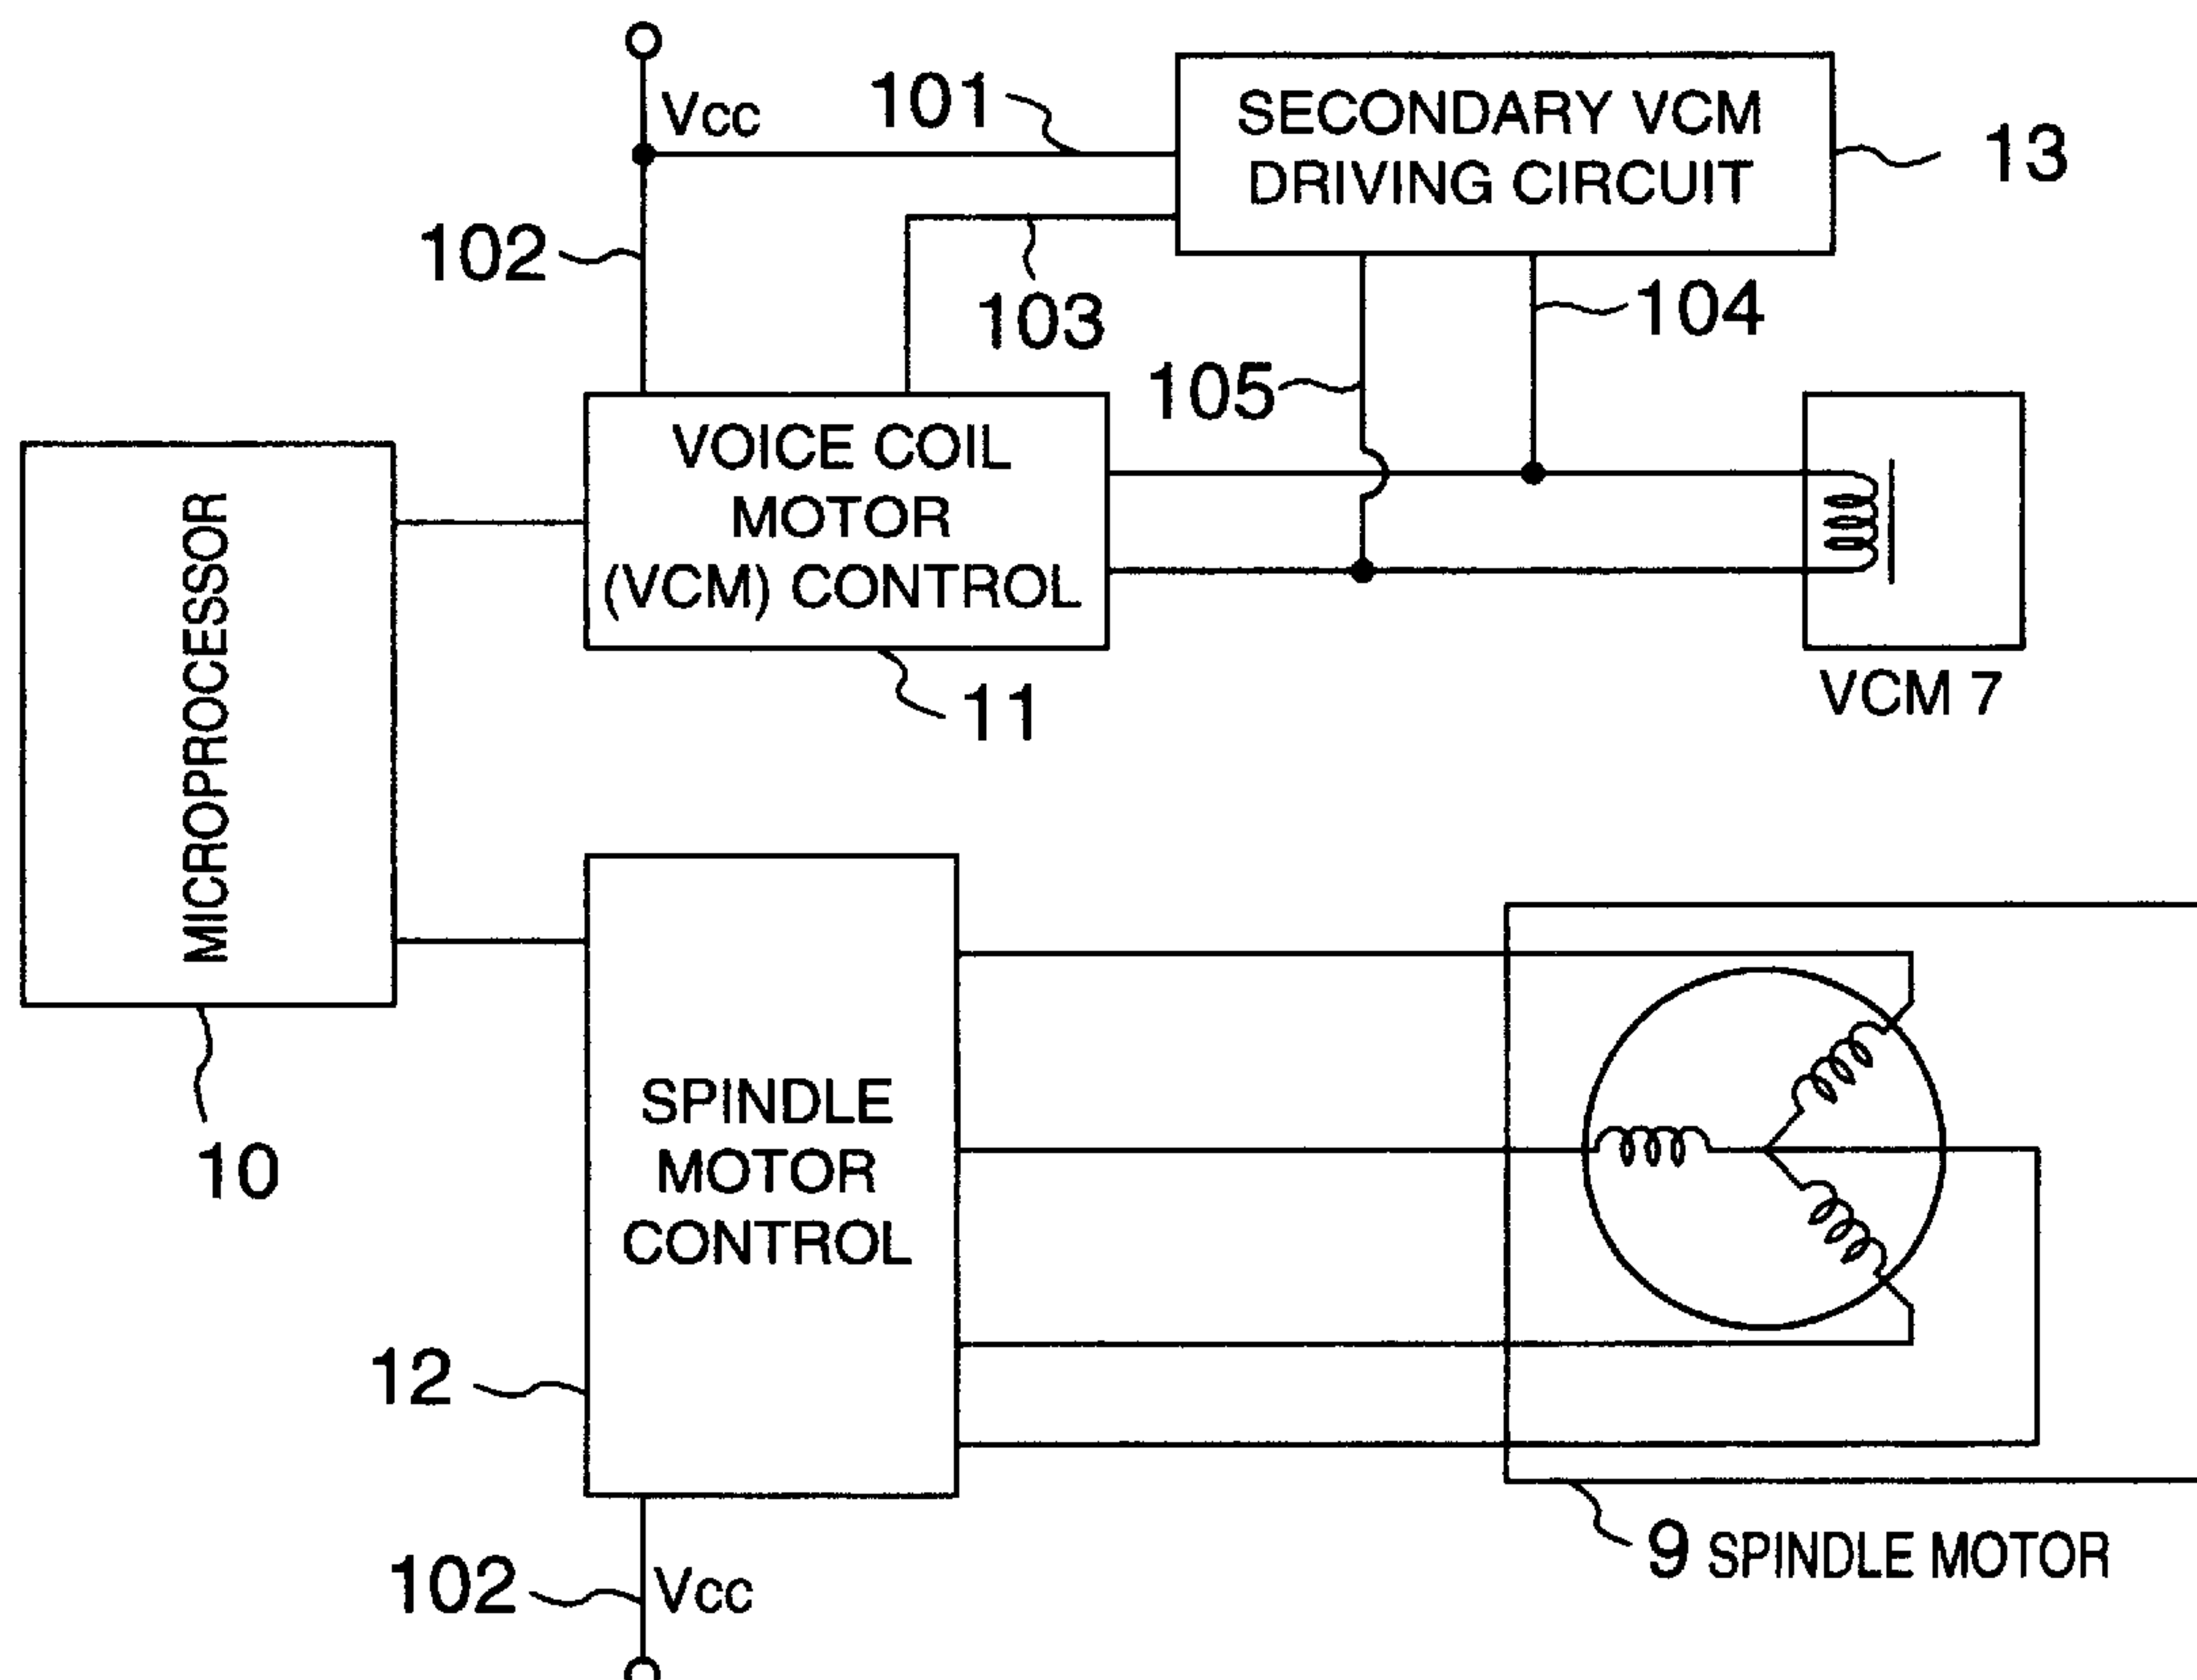 Vcc
101
SECONDARY VCM
DRIVING CIRCUIT
13
102
103
104
105
VOICE COIL
MOTOR
(VCM) CONTROL
11
VCM 7
MICROPROCESSOR
10
SPINDLE
MOTOR
CONTROL
12
9 SPINDLE MOTOR
102
Vcc